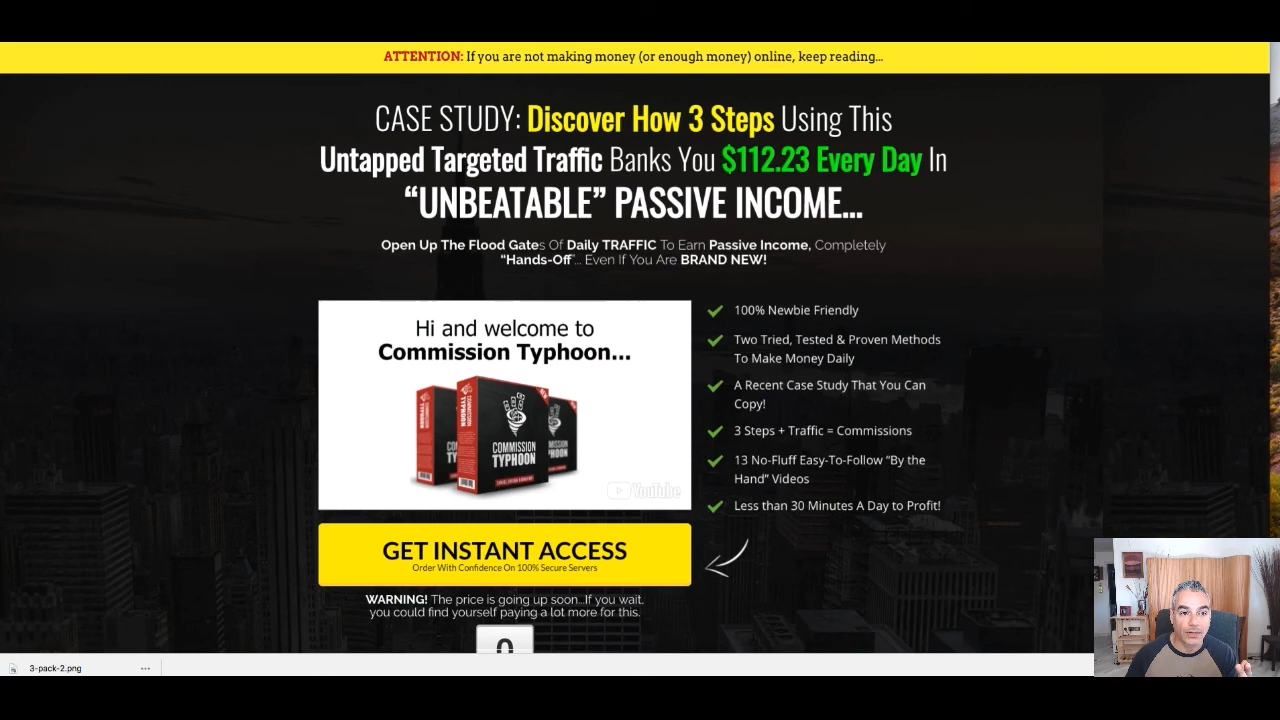 ATTENTION: If you are not making money (or enough money) online, keep reading...
CASE STUDY: Discover How 3 Steps Using This
Untapped Targeted Traffic Banks You $112.23 Every Day In
“UNBEATABLE” PASSIVE INCOME...
Open Up The Flood Gates Of Daily TRAFFIC To Earn Passive Income, Completely
“Hands-Off”... Even If You Are BRAND NEW!
Hi and welcome to
Commission Typhoon...
COMMISSION
TYPHOON
YouTube
100% Newbie Friendly
Two Tried, Tested & Proven Methods
To Make Money Daily
A Recent Case Study That You Can
Copy!
3 Steps + Traffic = Commissions
13 No-Fluff Easy-To-Follow “By the
Hand” Videos
Less than 30 Minutes A Day to Profit!
GET INSTANT ACCESS
Order With Confidence On 100% Secure Servers
WARNING! The price is going up soon...If you wait,
you could find yourself paying a lot more for this.
0
3-pack-2.png